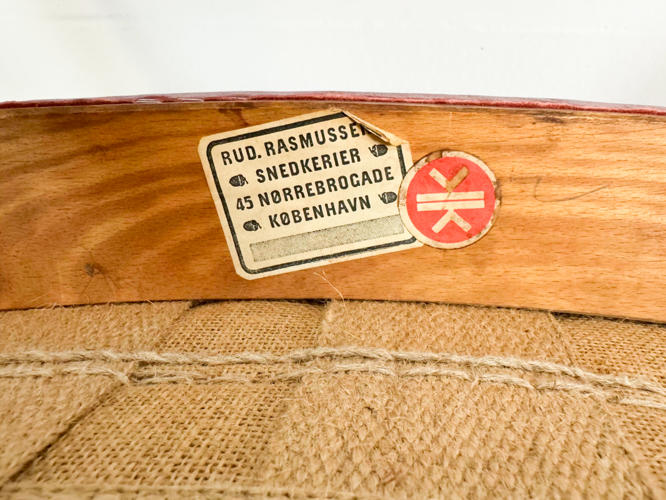 RUD. RASMUSSEN
SNEDKERIER
45 NØRREBROGADE
KØBENHAVN